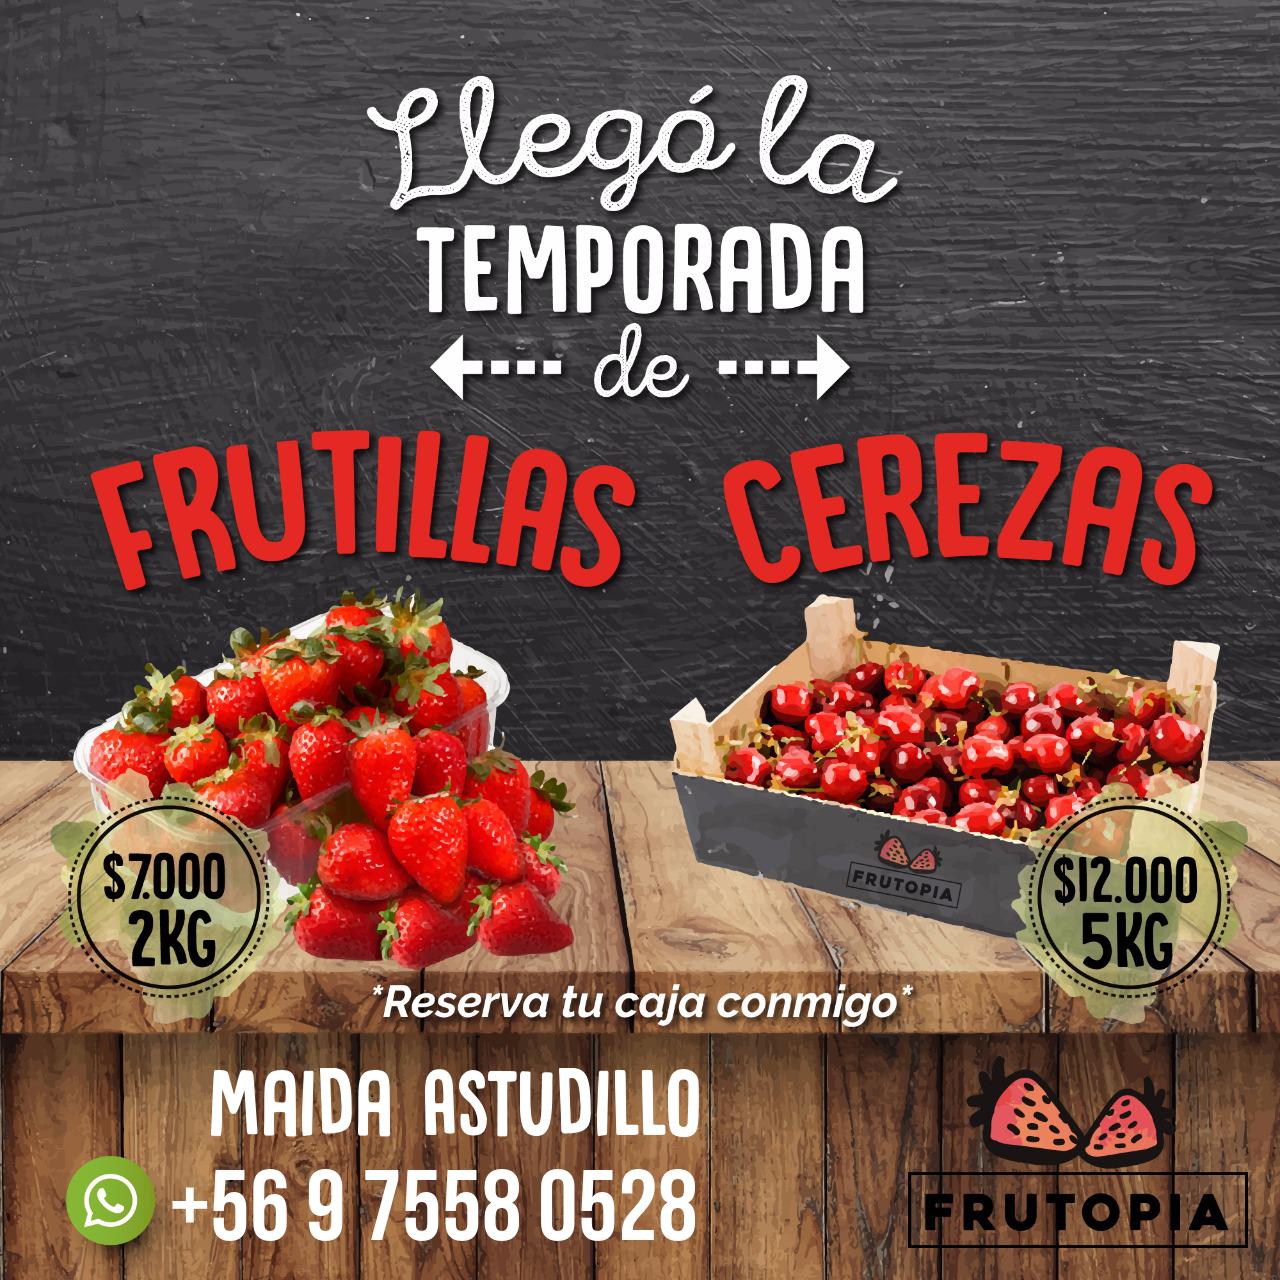 Llegó la
TEMPORADA
de
FRUTILLAS CEREZAS
FRUTOPIA
$7.000
2KG
$12.000
5KG
*Reserva tu caja conmigo*
MAIDA ASTUDILLO
+56 9 7558 0528
FRUTOPIA